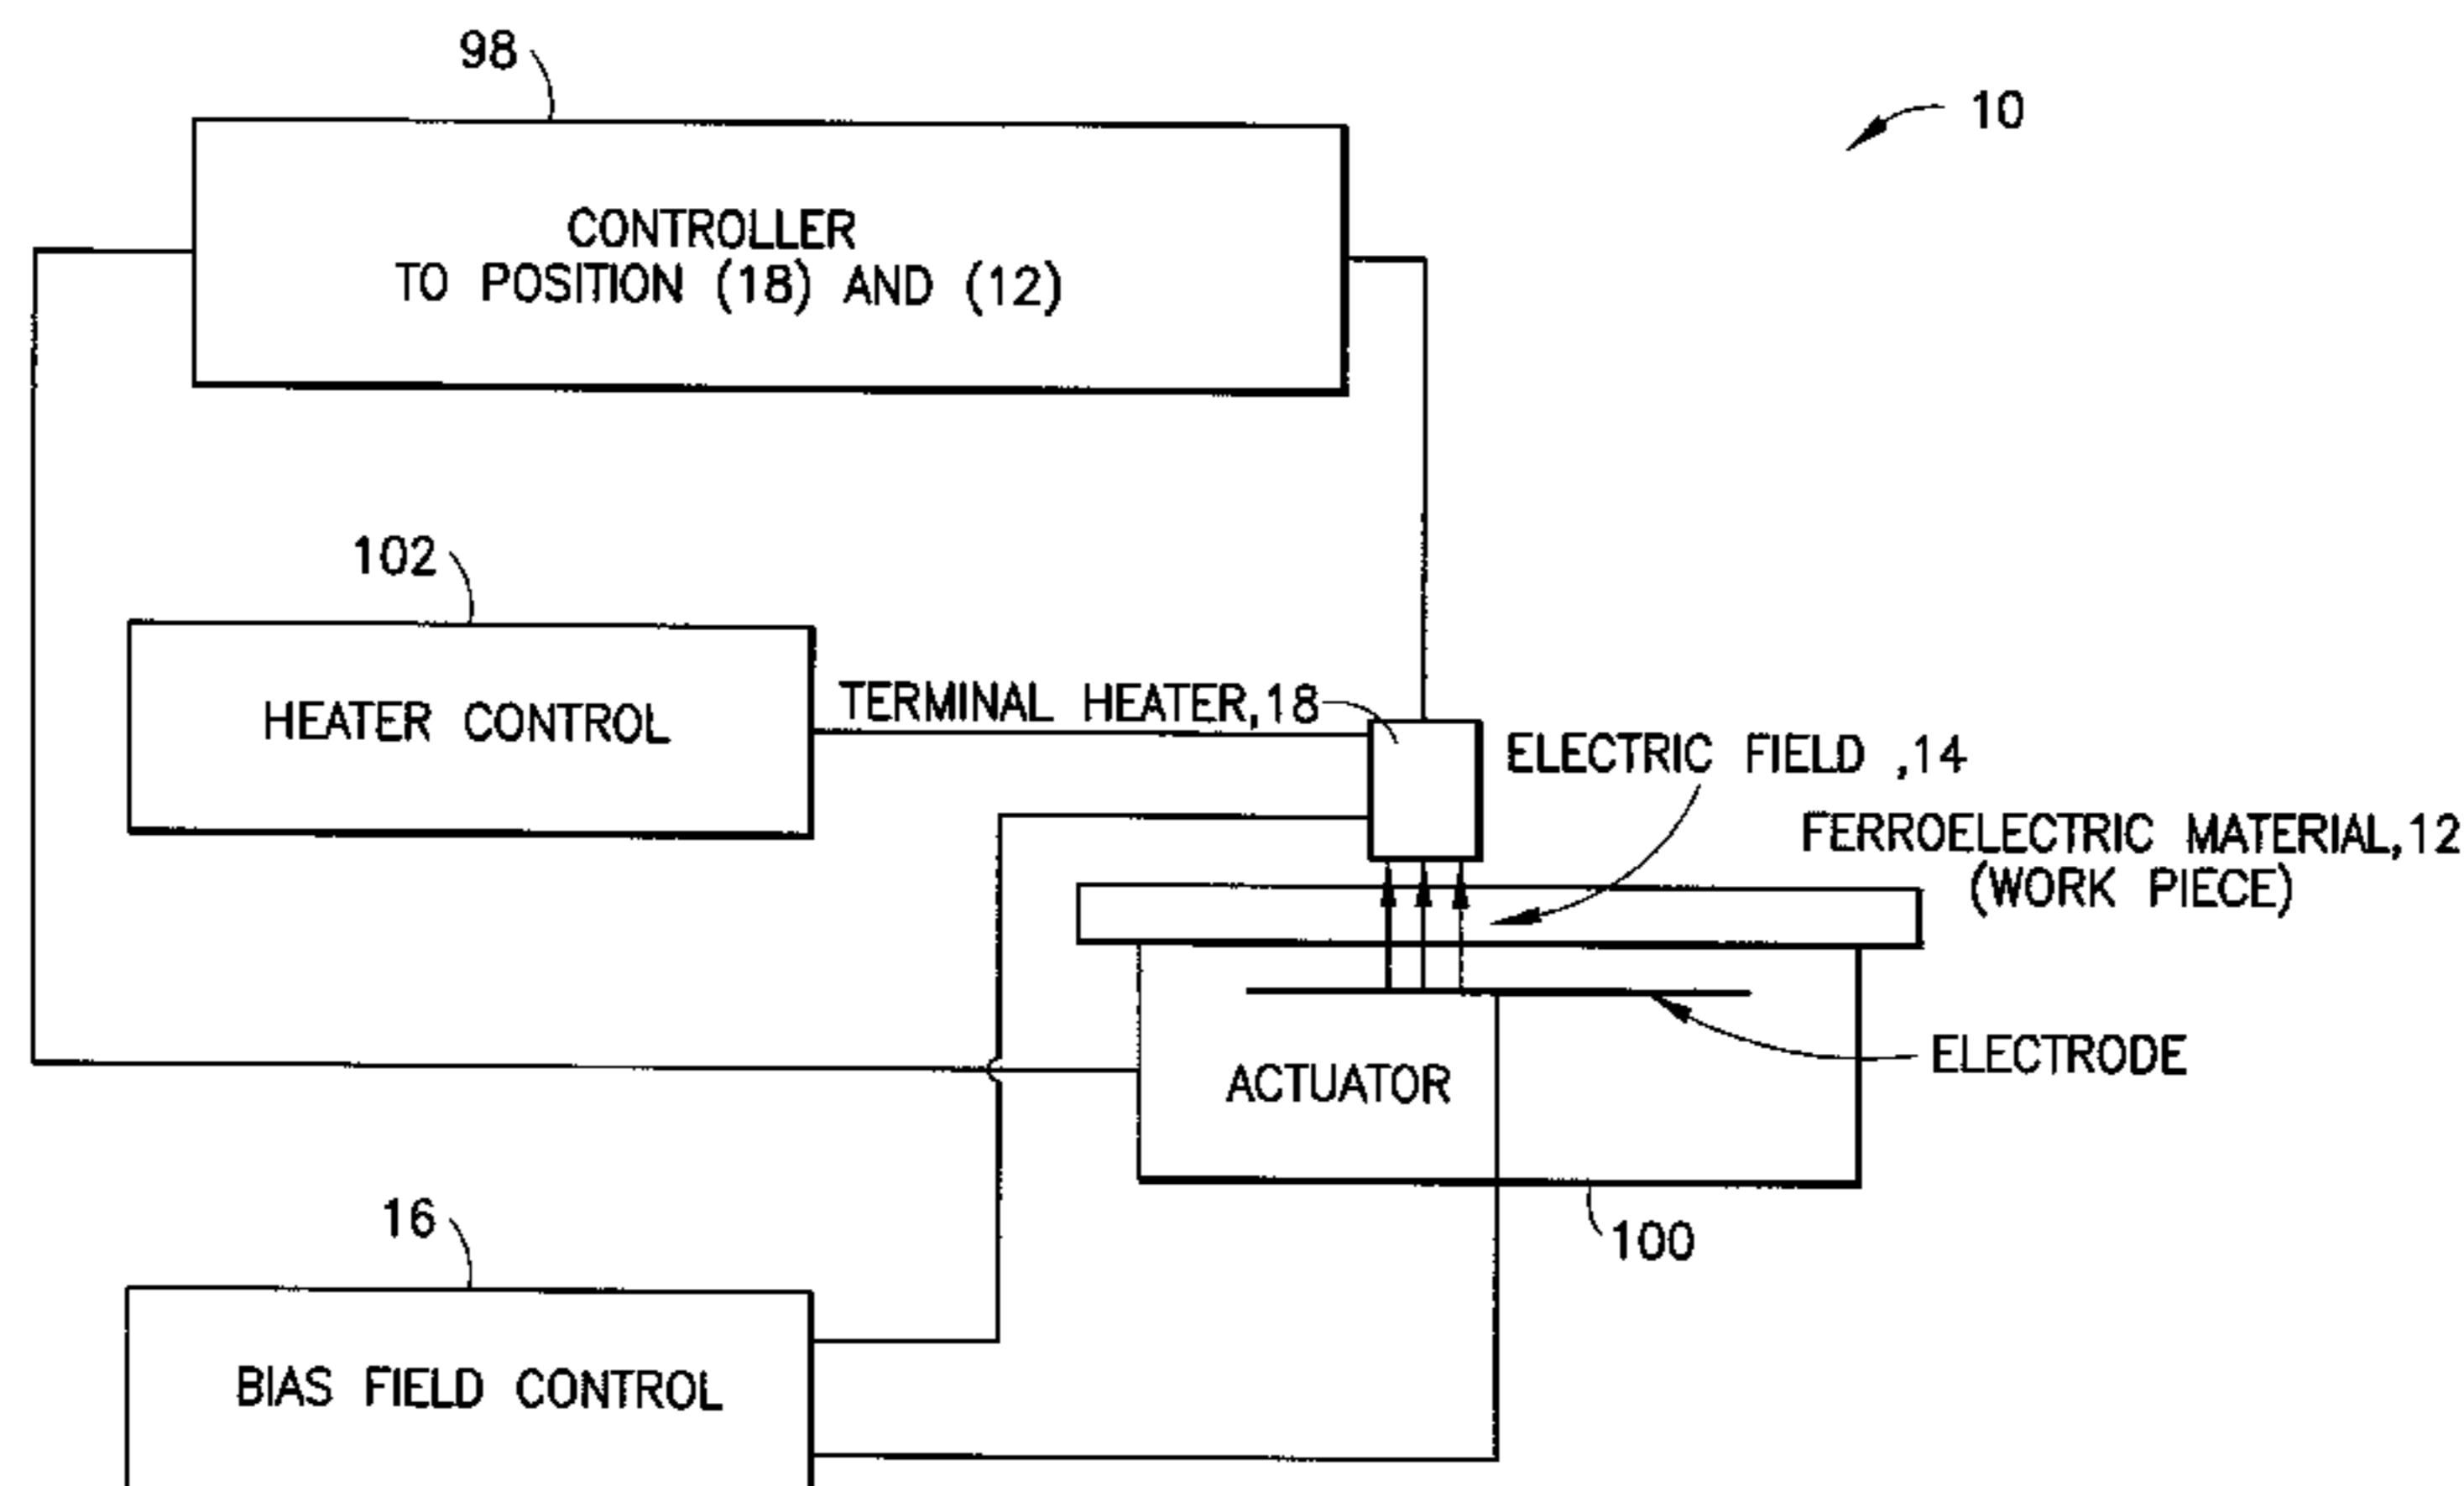 98
10
CONTROLLER
TO POSITION (18) AND (12)
102
HEATER CONTROL
TERMINAL HEATER,18
ELECTRIC FIELD ,14
FERROELECTRIC MATERIAL,12
(WORK PIECE)
ELECTRODE
ACTUATOR
100
16
BIAS FIELD CONTROL